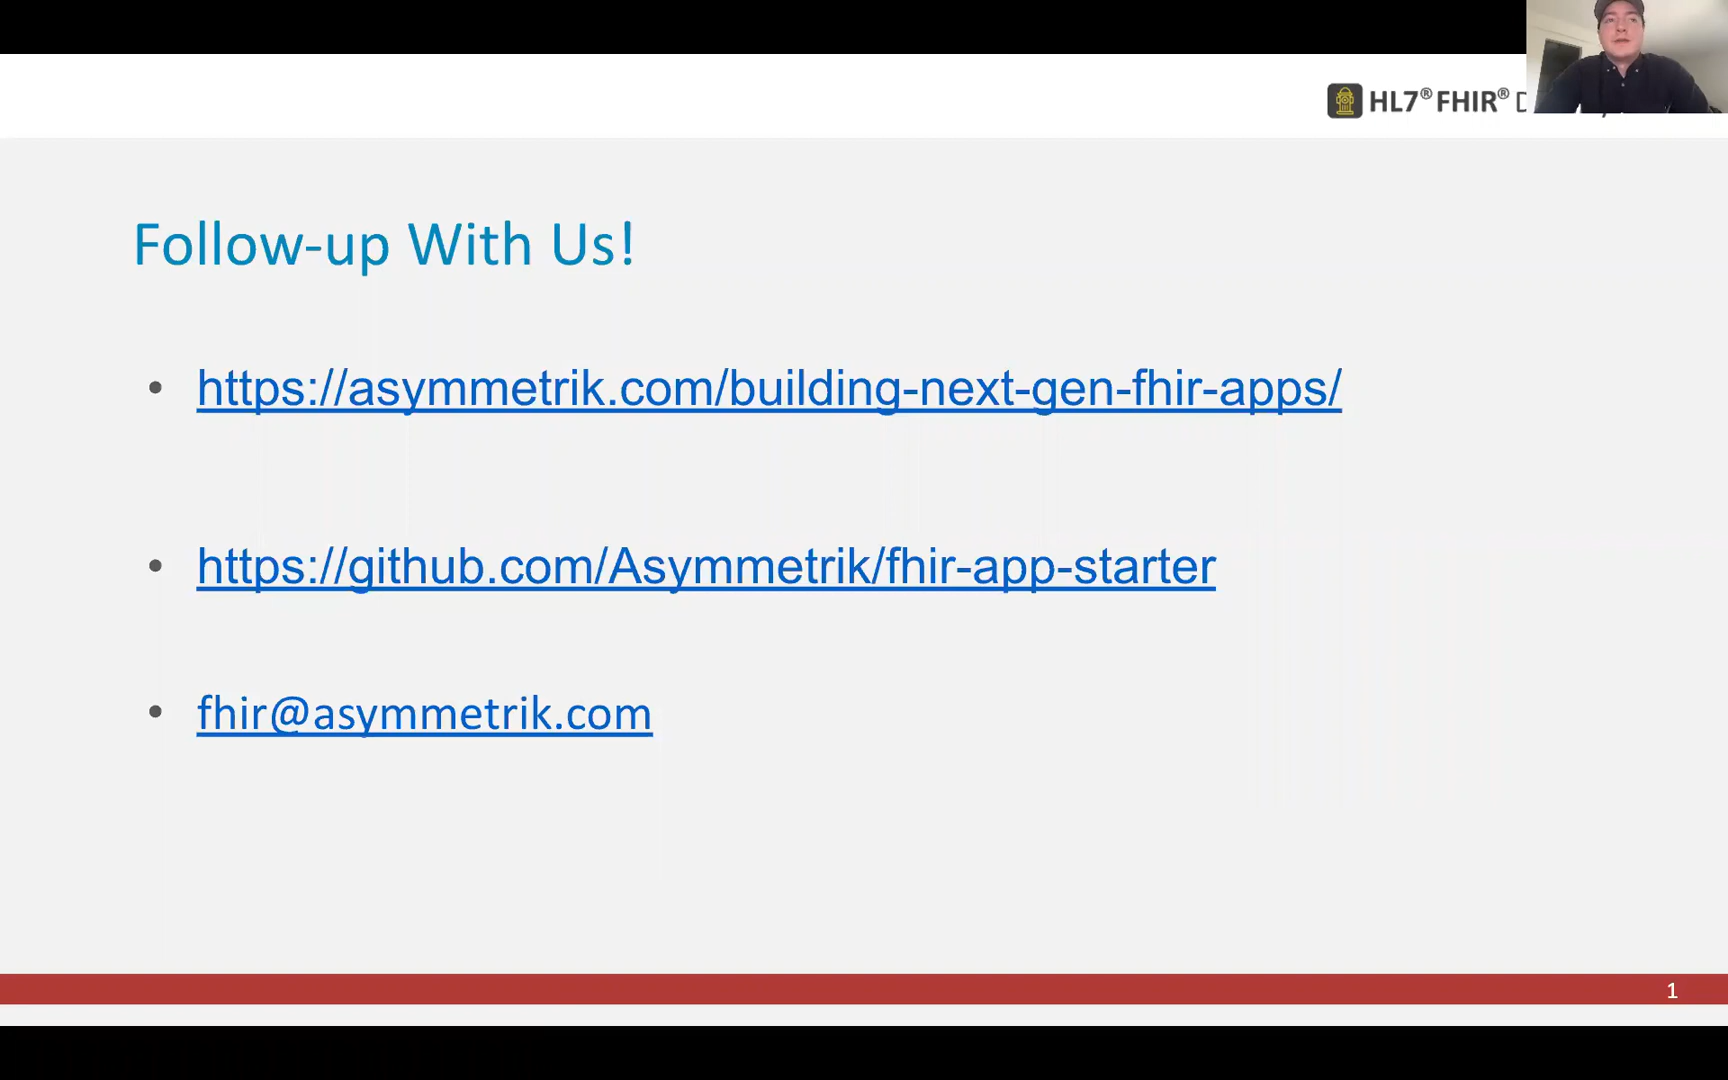 HL7® FHIR®
Follow-up With Us!
• https://asymmetrik.com/building-next-gen-fhir-apps/
• https://github.com/Asymmetrik/fhir-app-starter
• fhir@asymmetrik.com
1